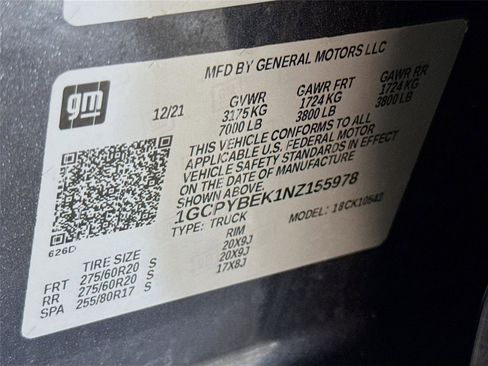 MFD BY GENERAL MOTORS LLC
gm
12/21 GVWR GAWR FRT GAWR RR
3175 KG 1724 KG 1724 KG
7000 LB 3800 LB 3800 LB
THIS VEHICLE CONFORMS TO ALL
APPLICABLE U.S. FEDERAL MOTOR
VEHICLE SAFETY STANDARDS IN EFFECT
ON THE DATE OF MANUFACTURE
SHOWN ABOVE.
1GCPYBEK1NZ155978
TYPE: TRUCK MODEL: 18CK10543
626D
TIRE SIZE RIM
FRT 275/60R20 S 20X9J
RR 275/60R20 S 20X9J
SPA 255/80R17 S 17X8J